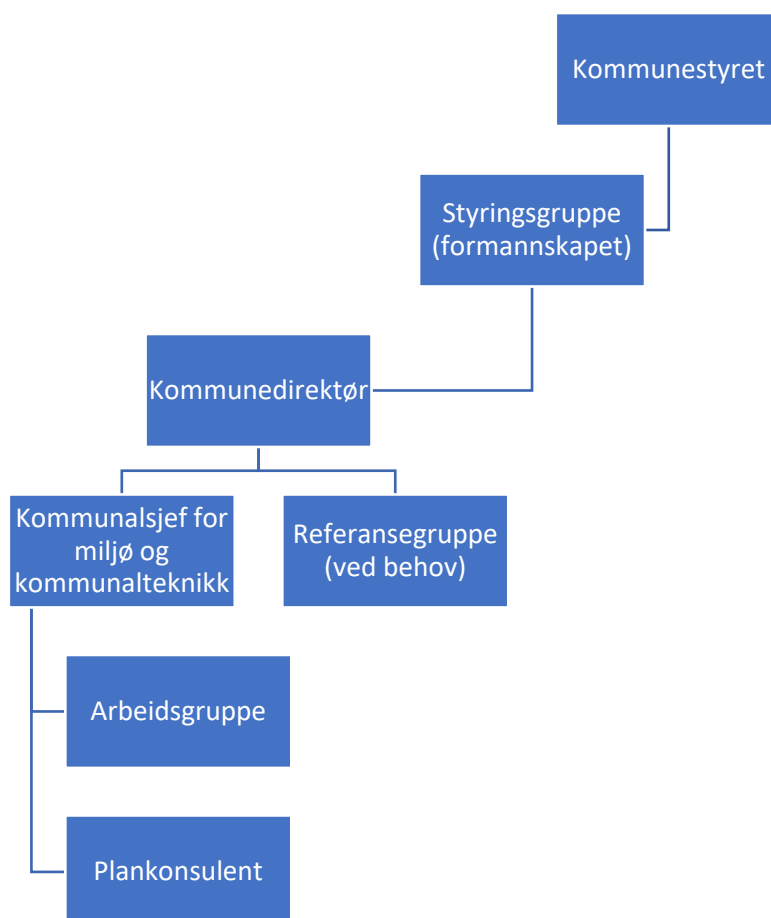 Kommunestyret
Styringsgruppe
(formannskapet)
Kommunedirektør
Kommunalsjef for
miljø og
kommunalteknikk
Referansegruppe
(ved behov)
Arbeidsgruppe
Plankonsulent